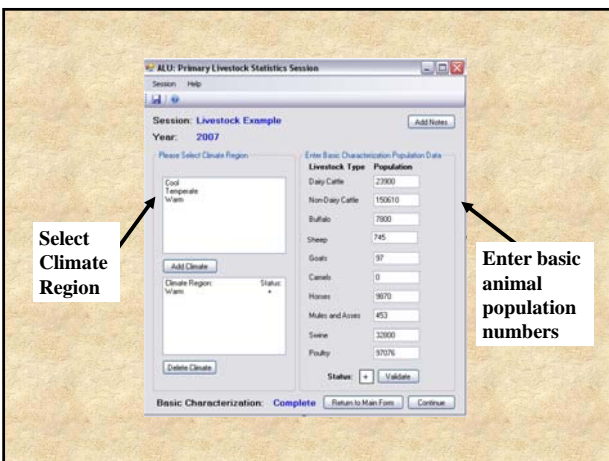 ALU: Primary Livestock Statistics Session
Session Help
Session: Livestock Example
Add Notes
Year: 2007
Please Select Climate Region
Cool
Temperate
Warm
Add Climate
Climate Region: Status:
Warm +
Delete Climate
Enter Basic Characterization Population Data
Livestock Type Population
Dairy Cattle 23900
Non-Dairy Cattle 150610
Buffalo 7800
Sheep 745
Goats 97
Camels 0
Horses 9870
Mules and Asses 453
Swine 32800
Poultry 97076
Status: + Validate
Basic Characterization: Complete Return to Main Form Continue
Select
Climate
Region
Enter basic
animal
population
numbers